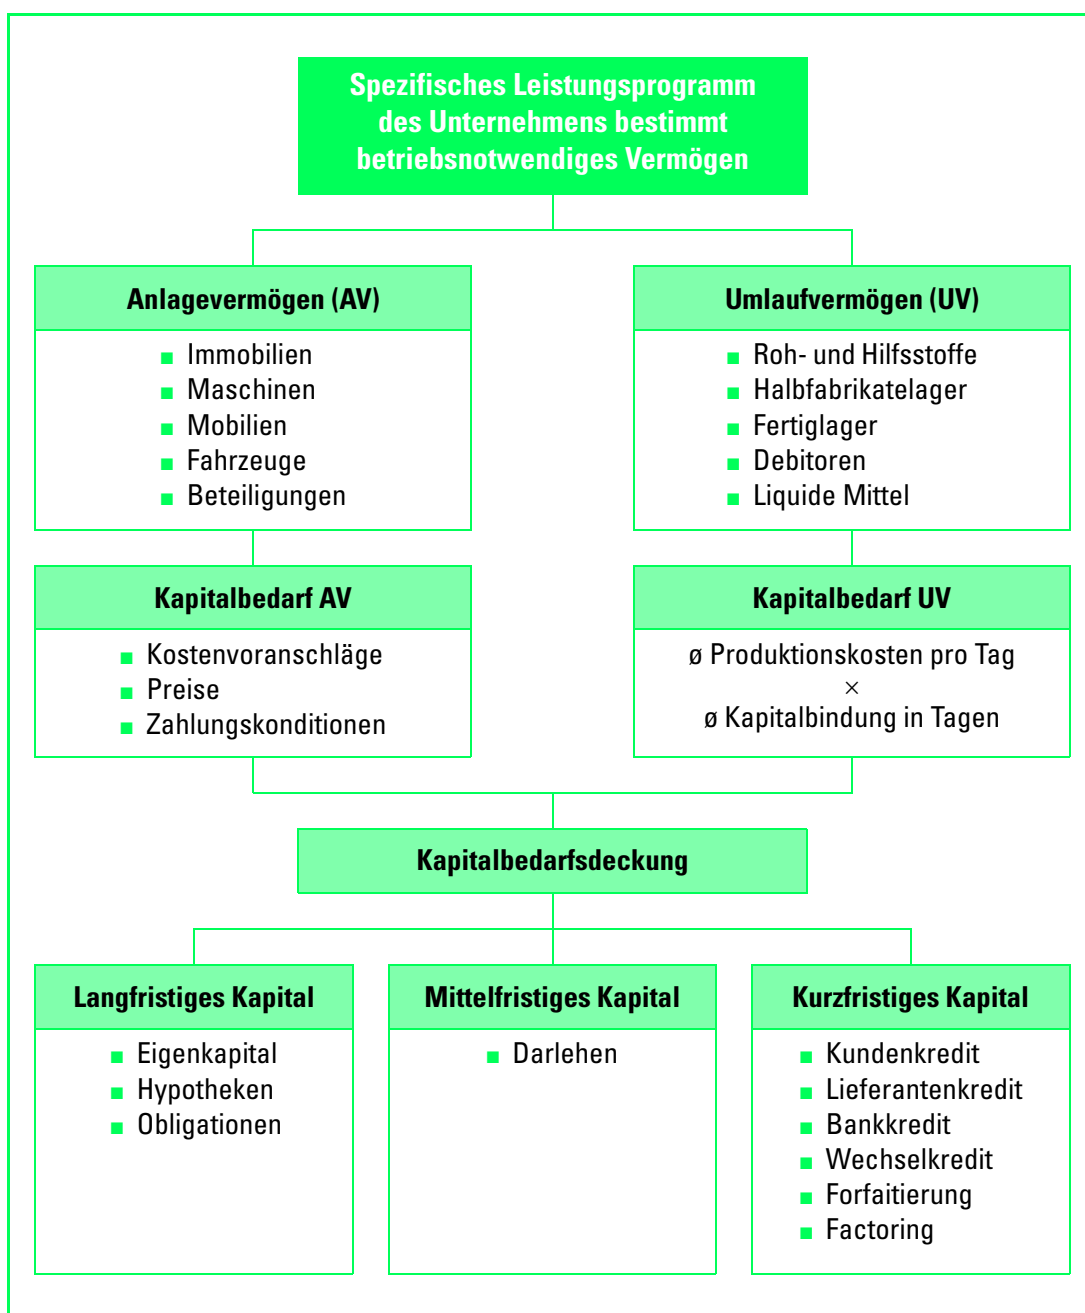 Spezifisches Leistungsprogramm
des Unternehmens bestimmt
betriebsnotwendiges Vermögen
Anlagevermögen (AV)
■ Immobilien
■ Maschinen
■ Mobilien
■ Fahrzeuge
■ Beteiligungen
Umlaufvermögen (UV)
■ Roh- und Hilfsstoffe
■ Halbfabrikatelager
■ Fertiglager
■ Debitoren
■ Liquide Mittel
Kapitalbedarf AV
■ Kostenvoranschläge
■ Preise
■ Zahlungskonditionen
Kapitalbedarf UV
ø Produktionskosten pro Tag
×
ø Kapitalbindung in Tagen
Kapitalbedarfsdeckung
Langfristiges Kapital
■ Eigenkapital
■ Hypotheken
■ Obligationen
Mittelfristiges Kapital
■ Darlehen
Kurzfristiges Kapital
■ Kundenkredit
■ Lieferantenkredit
■ Bankkredit
■ Wechselkredit
■ Forfaitierung
■ Factoring